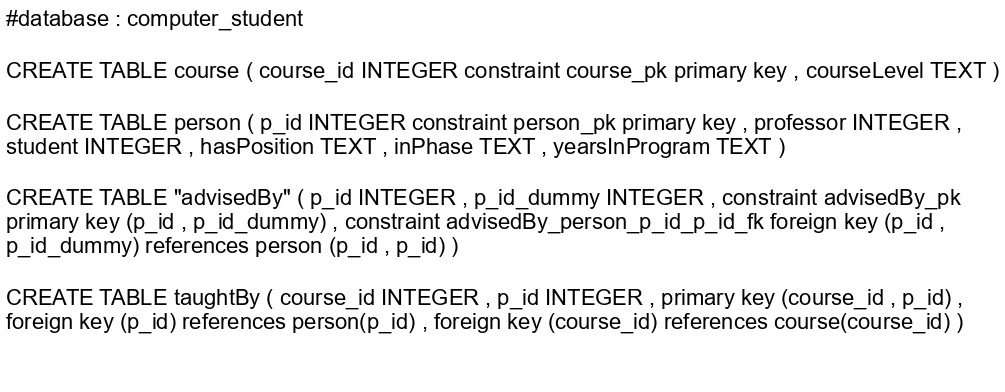 #database : computer_student
CREATE TABLE course ( course_id INTEGER constraint course_pk primary key , courseLevel TEXT )
CREATE TABLE person ( p_id INTEGER constraint person_pk primary key , professor INTEGER ,
student INTEGER , hasPosition TEXT , inPhase TEXT , yearsInProgram TEXT )
CREATE TABLE "advisedBy" ( p_id INTEGER , p_id_dummy INTEGER , constraint advisedBy_pk
primary key (p_id , p_id_dummy) , constraint advisedBy_person_p_id_p_id_fk foreign key (p_id ,
p_id_dummy) references person (p_id , p_id) )
CREATE TABLE taughtBy ( course_id INTEGER , p_id INTEGER , primary key (course_id , p_id) ,
foreign key (p_id) references person(p_id) , foreign key (course_id) references course(course_id) )